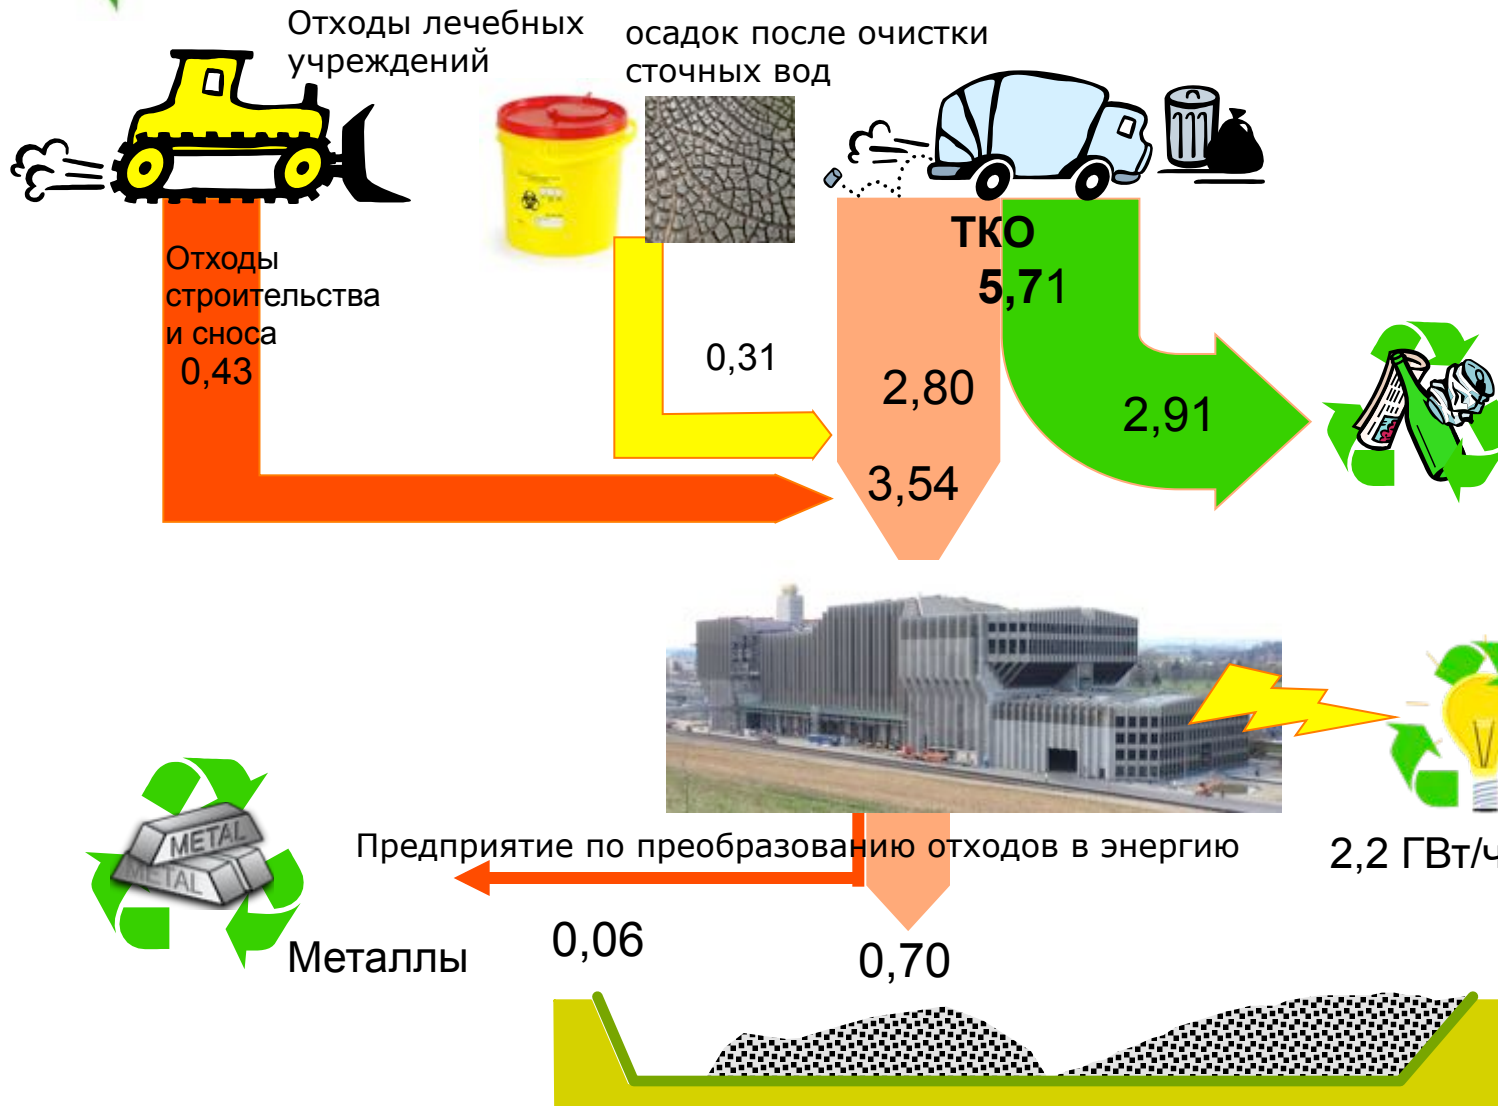 Отходы лечебных
учреждений
осадок после очистки
сточных вод
ТКО
5,71
Отходы
строительства
и сноса
0,43
0,31
2,80
2,91
3,54
Предприятие по преобразованию отходов в энергию
2,2 ГВт/ч
METAL
METAL
Металлы
0,06
0,70